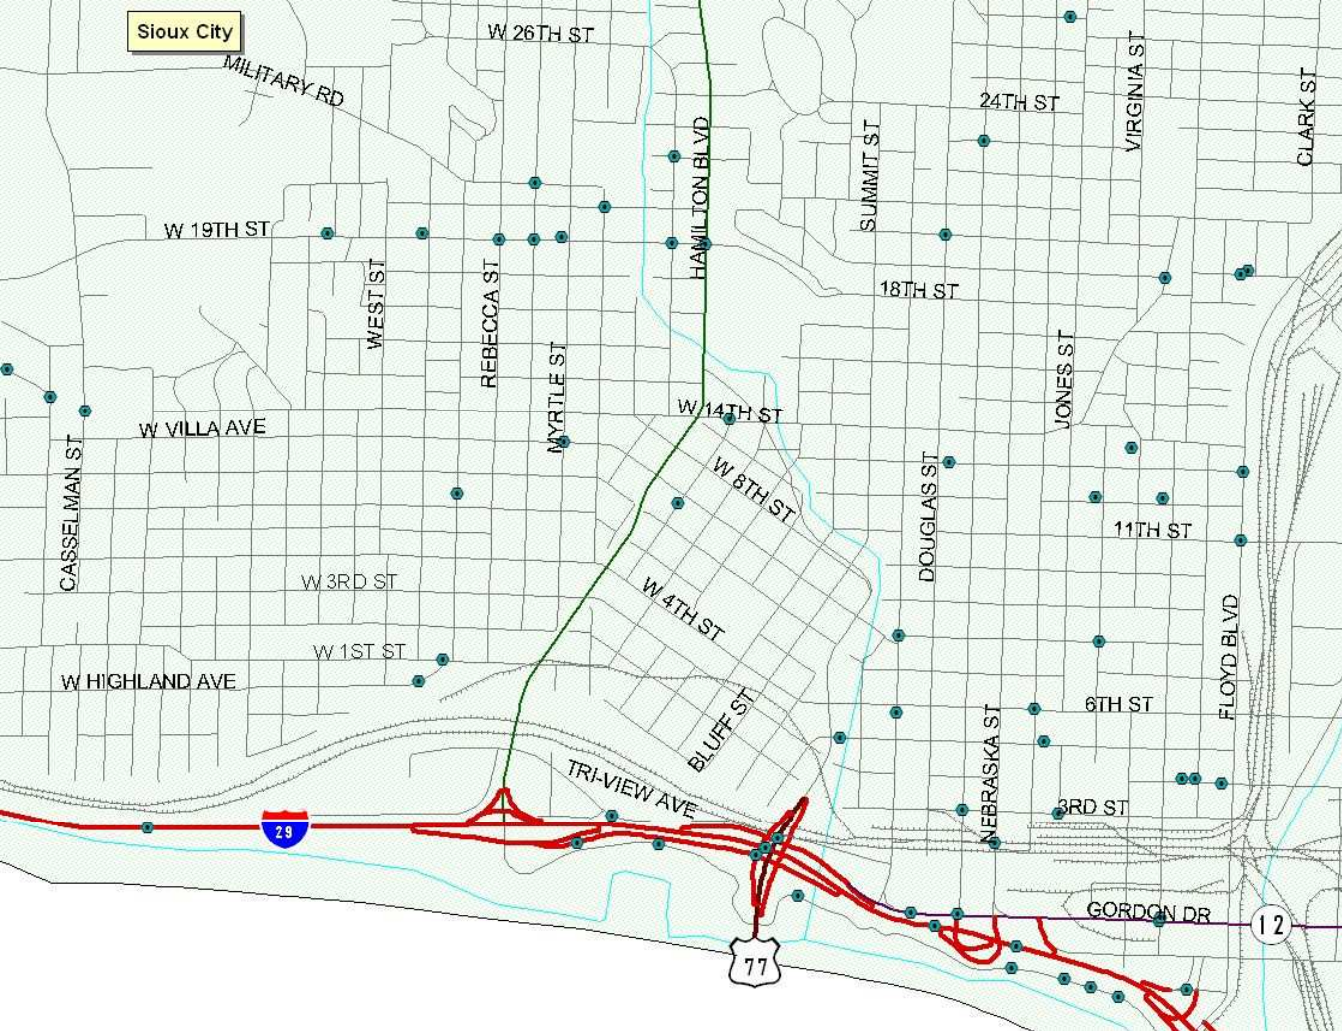 Sioux City
W 26TH ST
MILITARY RD
24TH ST
VIRGINIA ST
CLARK ST
HAMILTON BLVD
SUMMIT ST
W 19TH ST
WEST ST
REBECCA ST
18TH ST
MYRTLE ST
JONES ST
W 14TH ST
W VILLA AVE
CASSELMAN ST
W 8TH ST
DOUGLAS ST
11TH ST
W 3RD ST
W 4TH ST
FLOYD BLVD
W 1ST ST
W HIGHLAND AVE
BLUFF ST
6TH ST
NEBRASKA ST
TRI-VIEW AVE
3RD ST
29
GORDON DR
12
77